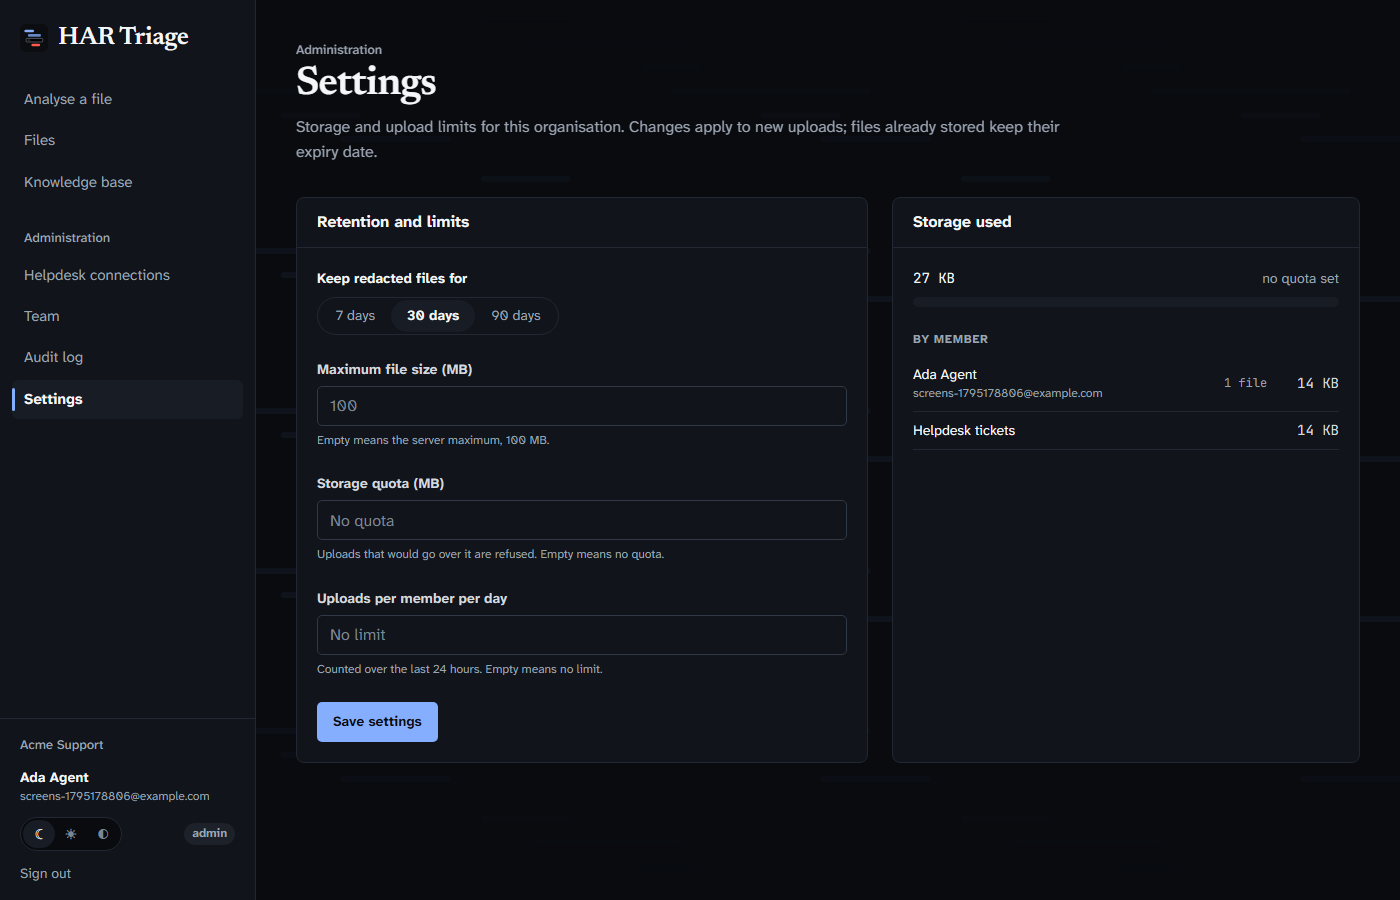 HAR Triage
Analyse a file
Files
Knowledge base
Administration
Helpdesk connections
Team
Audit log
Settings
Acme Support
Ada Agent
screens-1795178806@example.com
admin
Sign out
Administration
Settings
Storage and upload limits for this organisation. Changes apply to new uploads; files already stored keep their
expiry date.
Retention and limits
Keep redacted files for
7 days 30 days 90 days
Maximum file size (MB)
100
Empty means the server maximum, 100 MB.
Storage quota (MB)
No quota
Uploads that would go over it are refused. Empty means no quota.
Uploads per member per day
No limit
Counted over the last 24 hours. Empty means no limit.
Save settings
Storage used
27 KB no quota set
BY MEMBER
Ada Agent
screens-1795178806@example.com
1 file 14 KB
Helpdesk tickets 14 KB